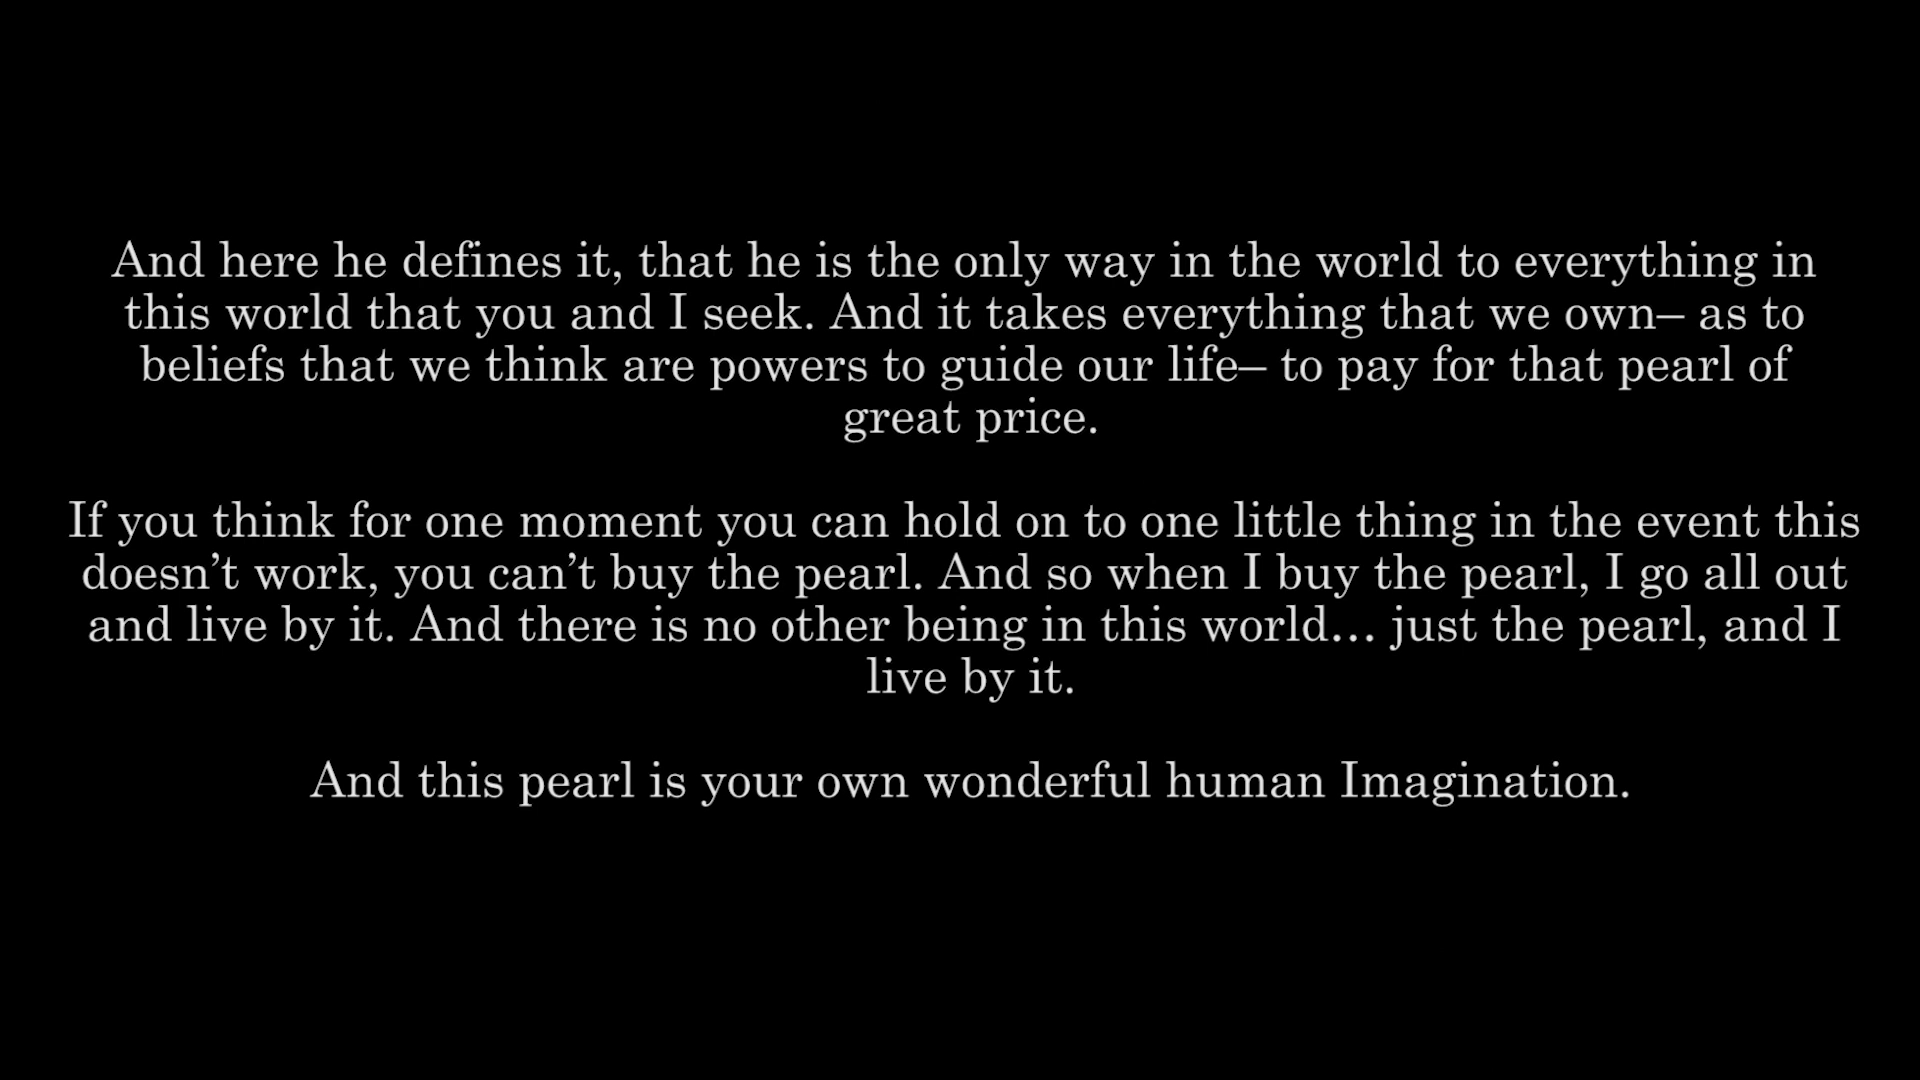 And here he defines it, that he is the only way in the world to everything in
this world that you and I seek. And it takes everything that we own– as to
beliefs that we think are powers to guide our life– to pay for that pearl of
great price.
If you think for one moment you can hold on to one little thing in the event this
doesn’t work, you can’t buy the pearl. And so when I buy the pearl, I go all out
and live by it. And there is no other being in this world… just the pearl, and I
live by it.
And this pearl is your own wonderful human Imagination.